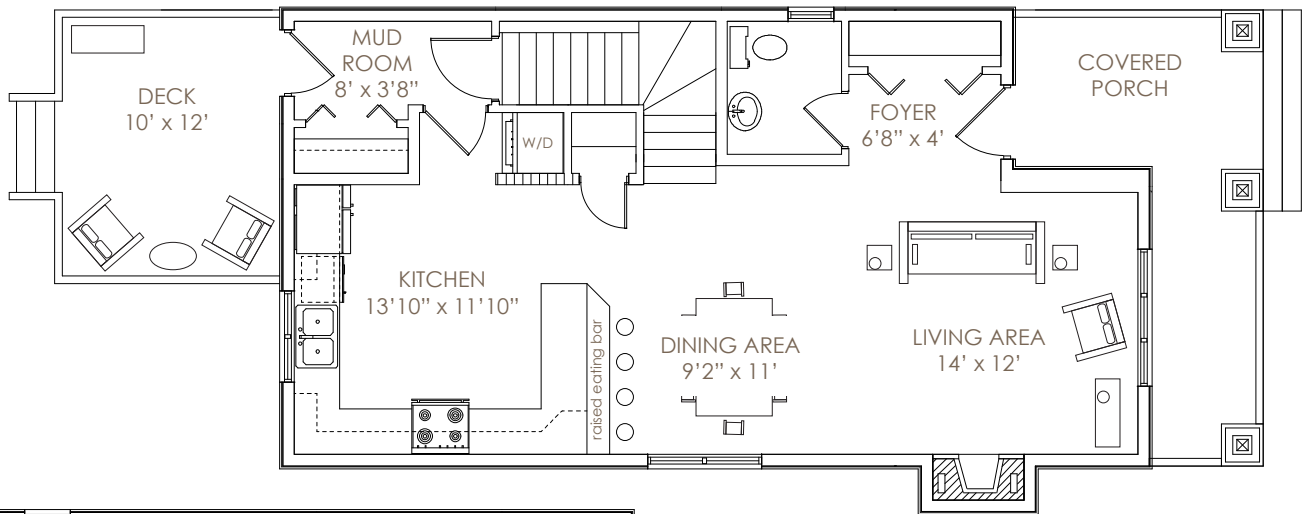 MUD
ROOM
8’ x 3’8”
DECK
10’ x 12’
W/D
FOYER
6’8” x 4’
COVERED
PORCH
KITCHEN
13’10” x 11’10”
raised eating bar
DINING AREA
9’2” x 11’
LIVING AREA
14’ x 12’